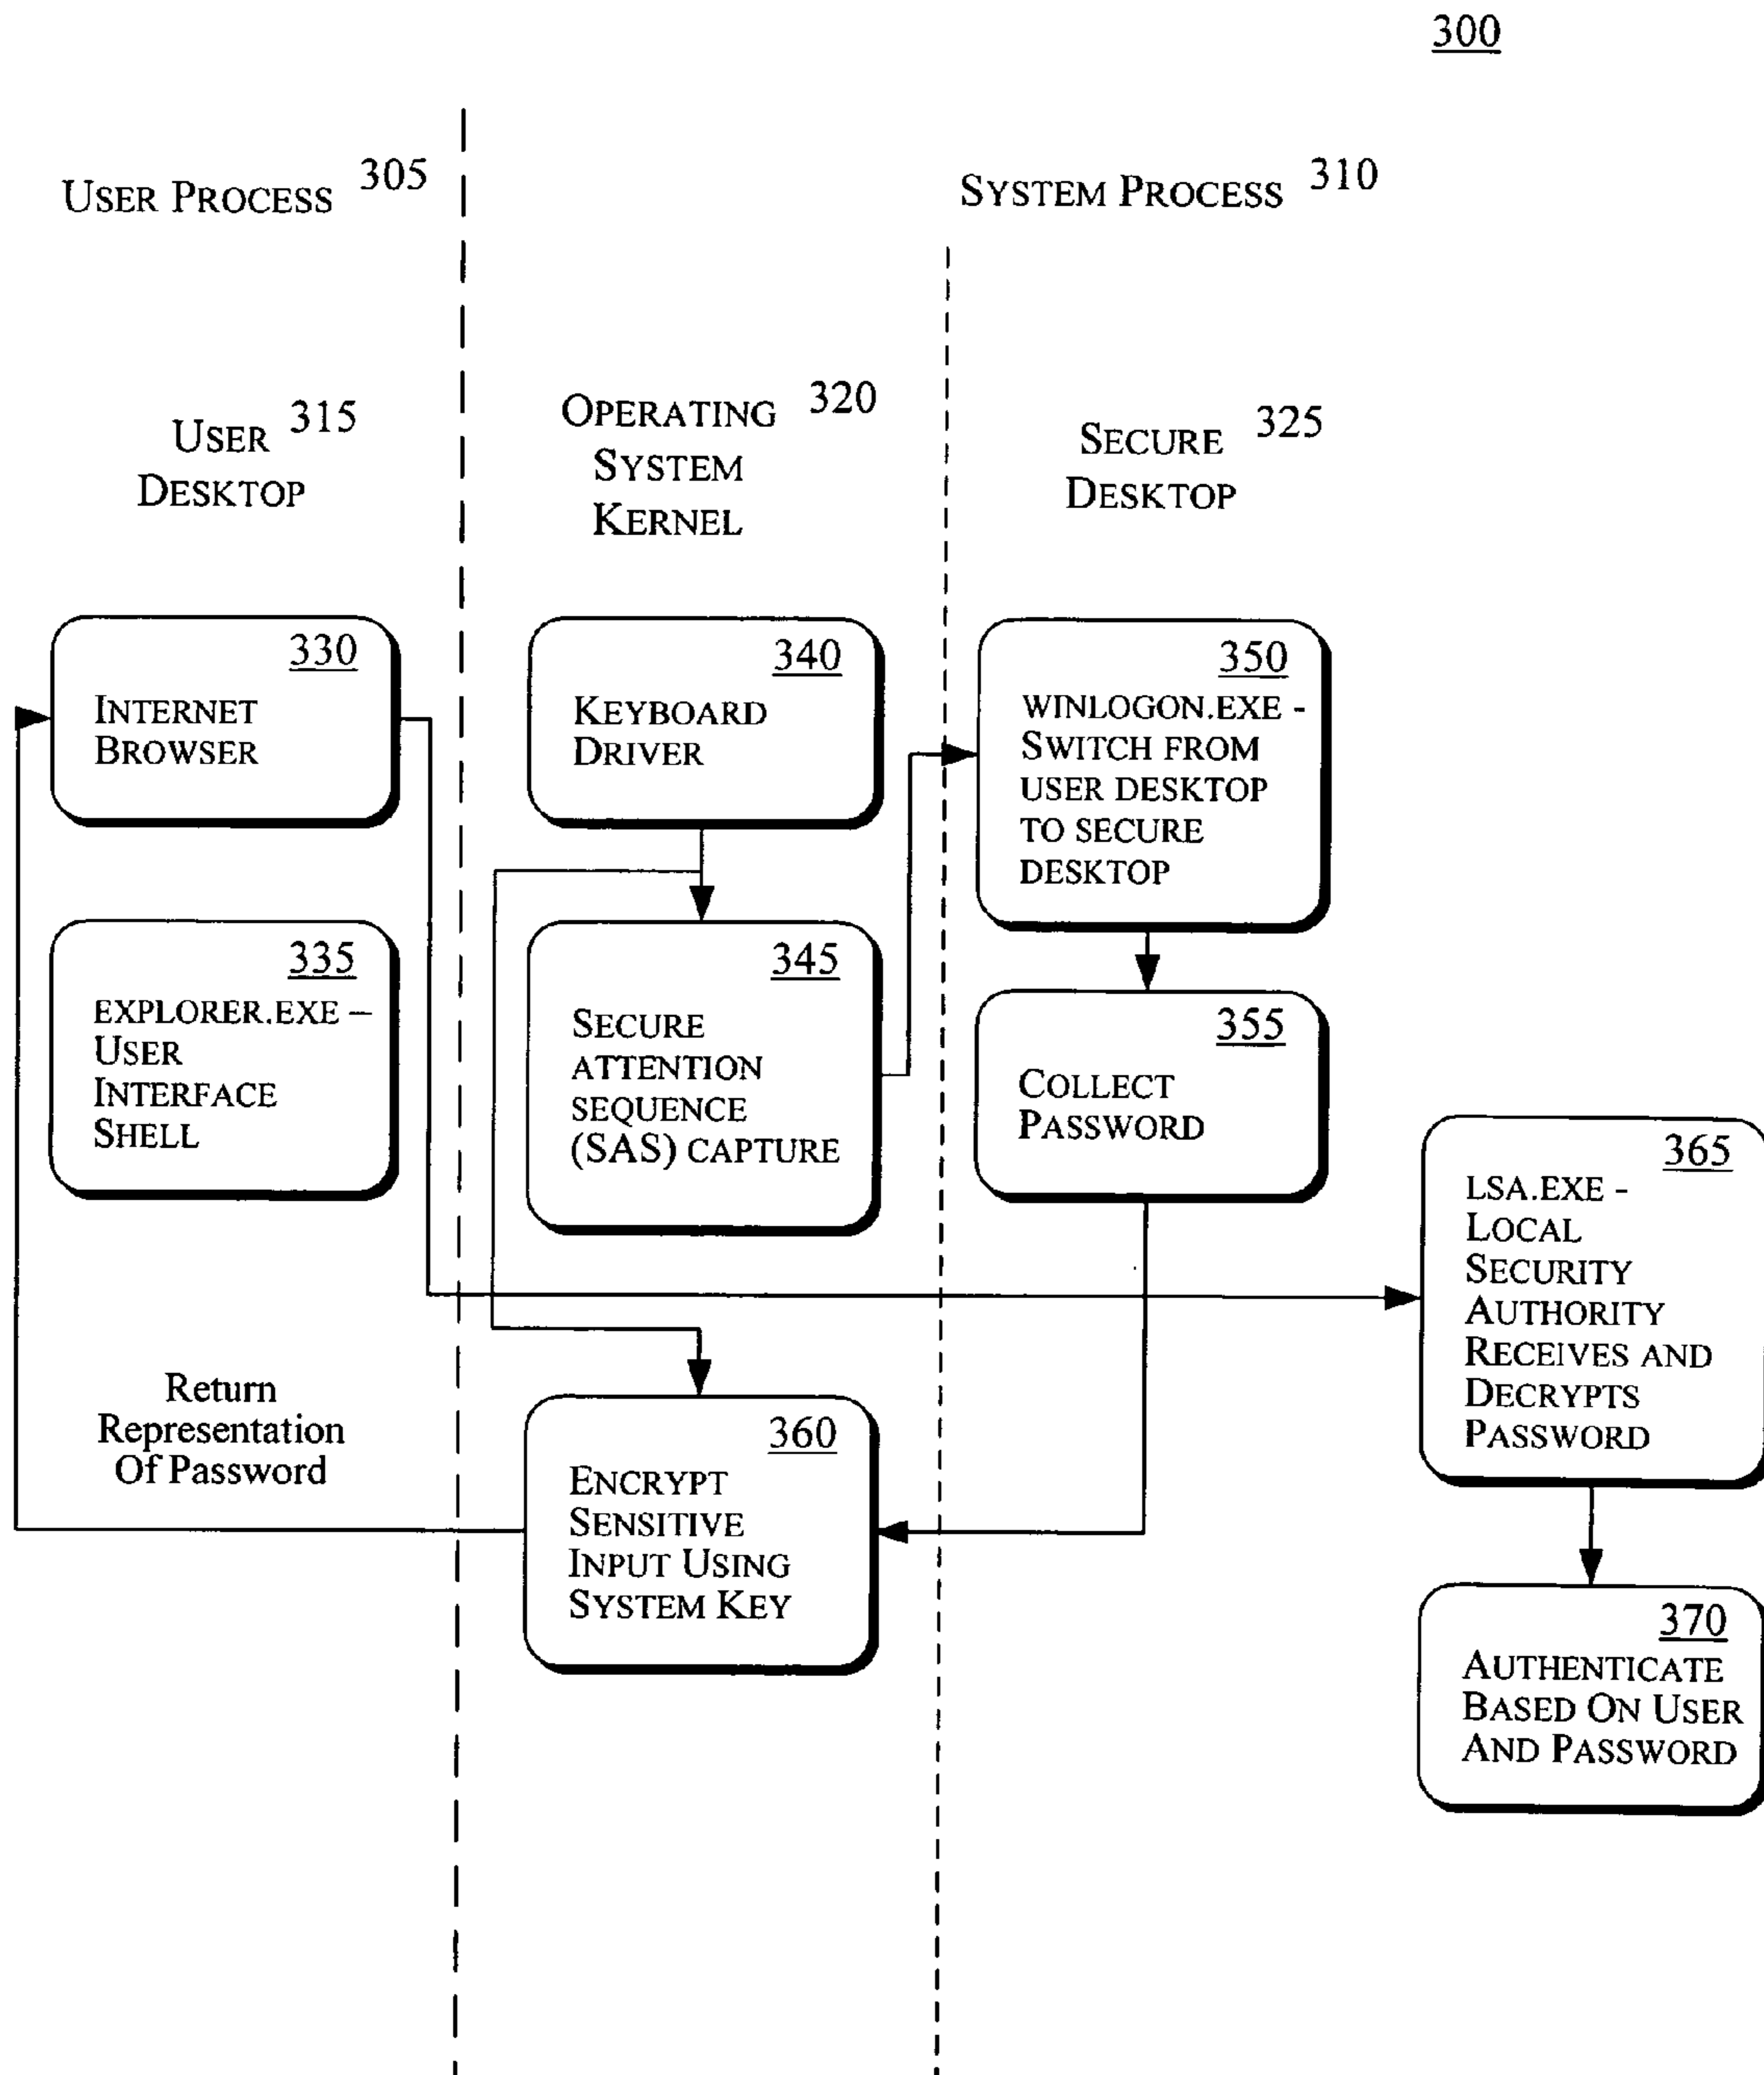 300
USER PROCESS 305
SYSTEM PROCESS 310
USER 315
DESKTOP
OPERATING 320
SYSTEM
KERNEL
SECURE 325
DESKTOP
330
INTERNET
BROWSER
340
KEYBOARD
DRIVER
350
WINLOGON.EXE -
SWITCH FROM
USER DESKTOP
TO SECURE
DESKTOP
335
EXPLORER.EXE –
USER
INTERFACE
SHELL
345
SECURE
ATTENTION
SEQUENCE
(SAS) CAPTURE
355
COLLECT
PASSWORD
365
LSA.EXE -
LOCAL
SECURITY
AUTHORITY
RECEIVES AND
DECRYPTS
PASSWORD
Return
Representation
Of Password
360
ENCRYPT
SENSITIVE
INPUT USING
SYSTEM KEY
370
AUTHENTICATE
BASED ON USER
AND PASSWORD